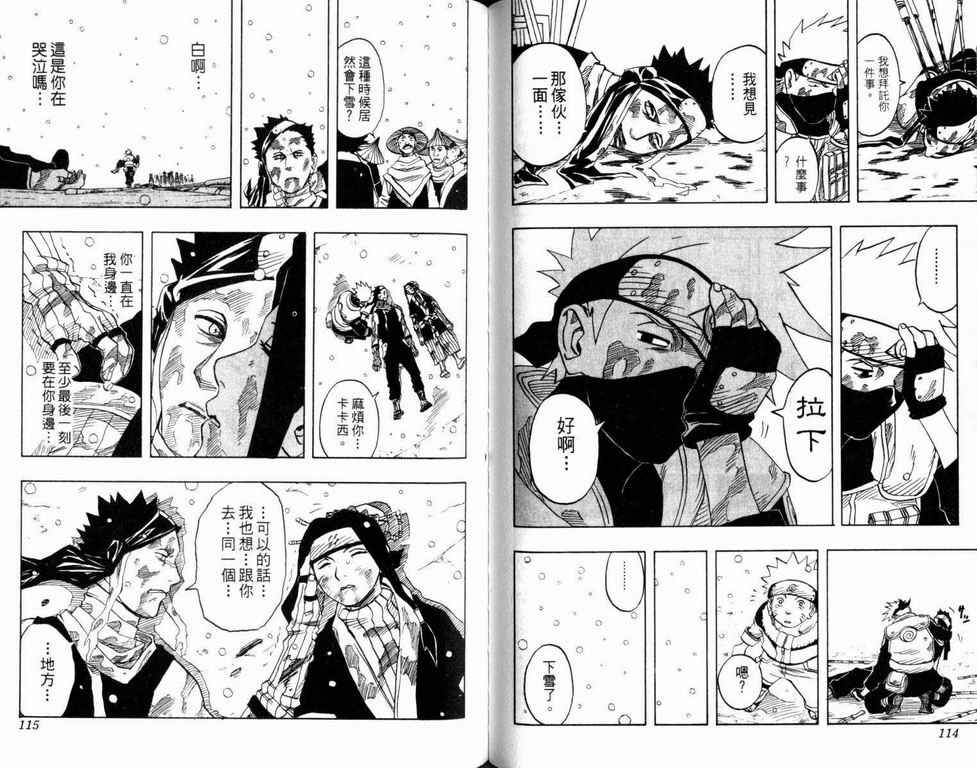 我想拜託你
一件事。
什麼事
?
我想見
……
那傢伙
一面……
………
拉下
好啊…
嗯?
下雪了
………
114
這種時候居
然會下雪?
白啊…
這是你在
哭泣嗎…
麻煩你…
卡卡西
你一直在
我身邊…
至少最後一刻
要在你身邊…
…可以的話…
我也想…跟你
去…同一個…
…地方…
115